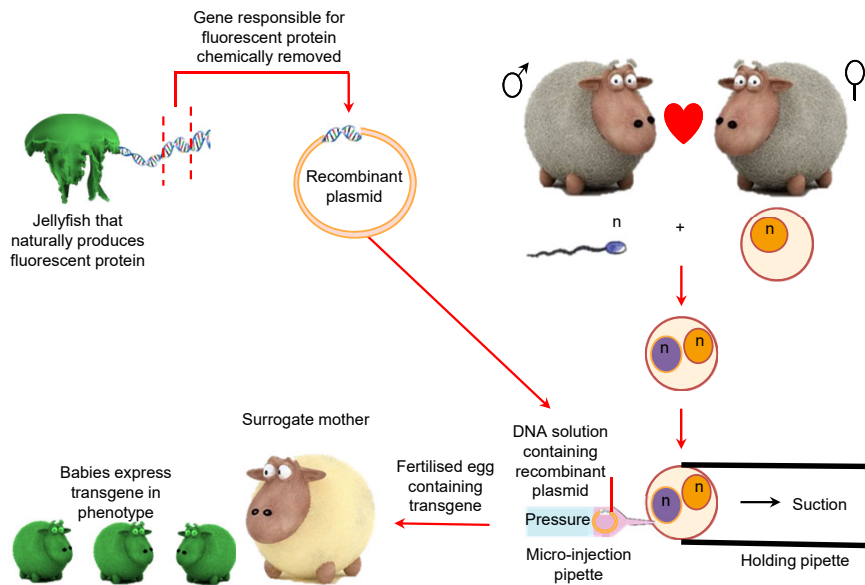 Gene responsible for
fluorescent protein
chemically removed
Recombinant
plasmid
Jellyfish that
naturally produces
fluorescent protein
n
+
n
n
n
Surrogate mother
DNA solution
containing
recombinant
plasmid
Babies express
transgene in
phenotype
Fertilised egg
containing
transgene
Pressure
n
n
Suction
Micro-injection
pipette
Holding pipette